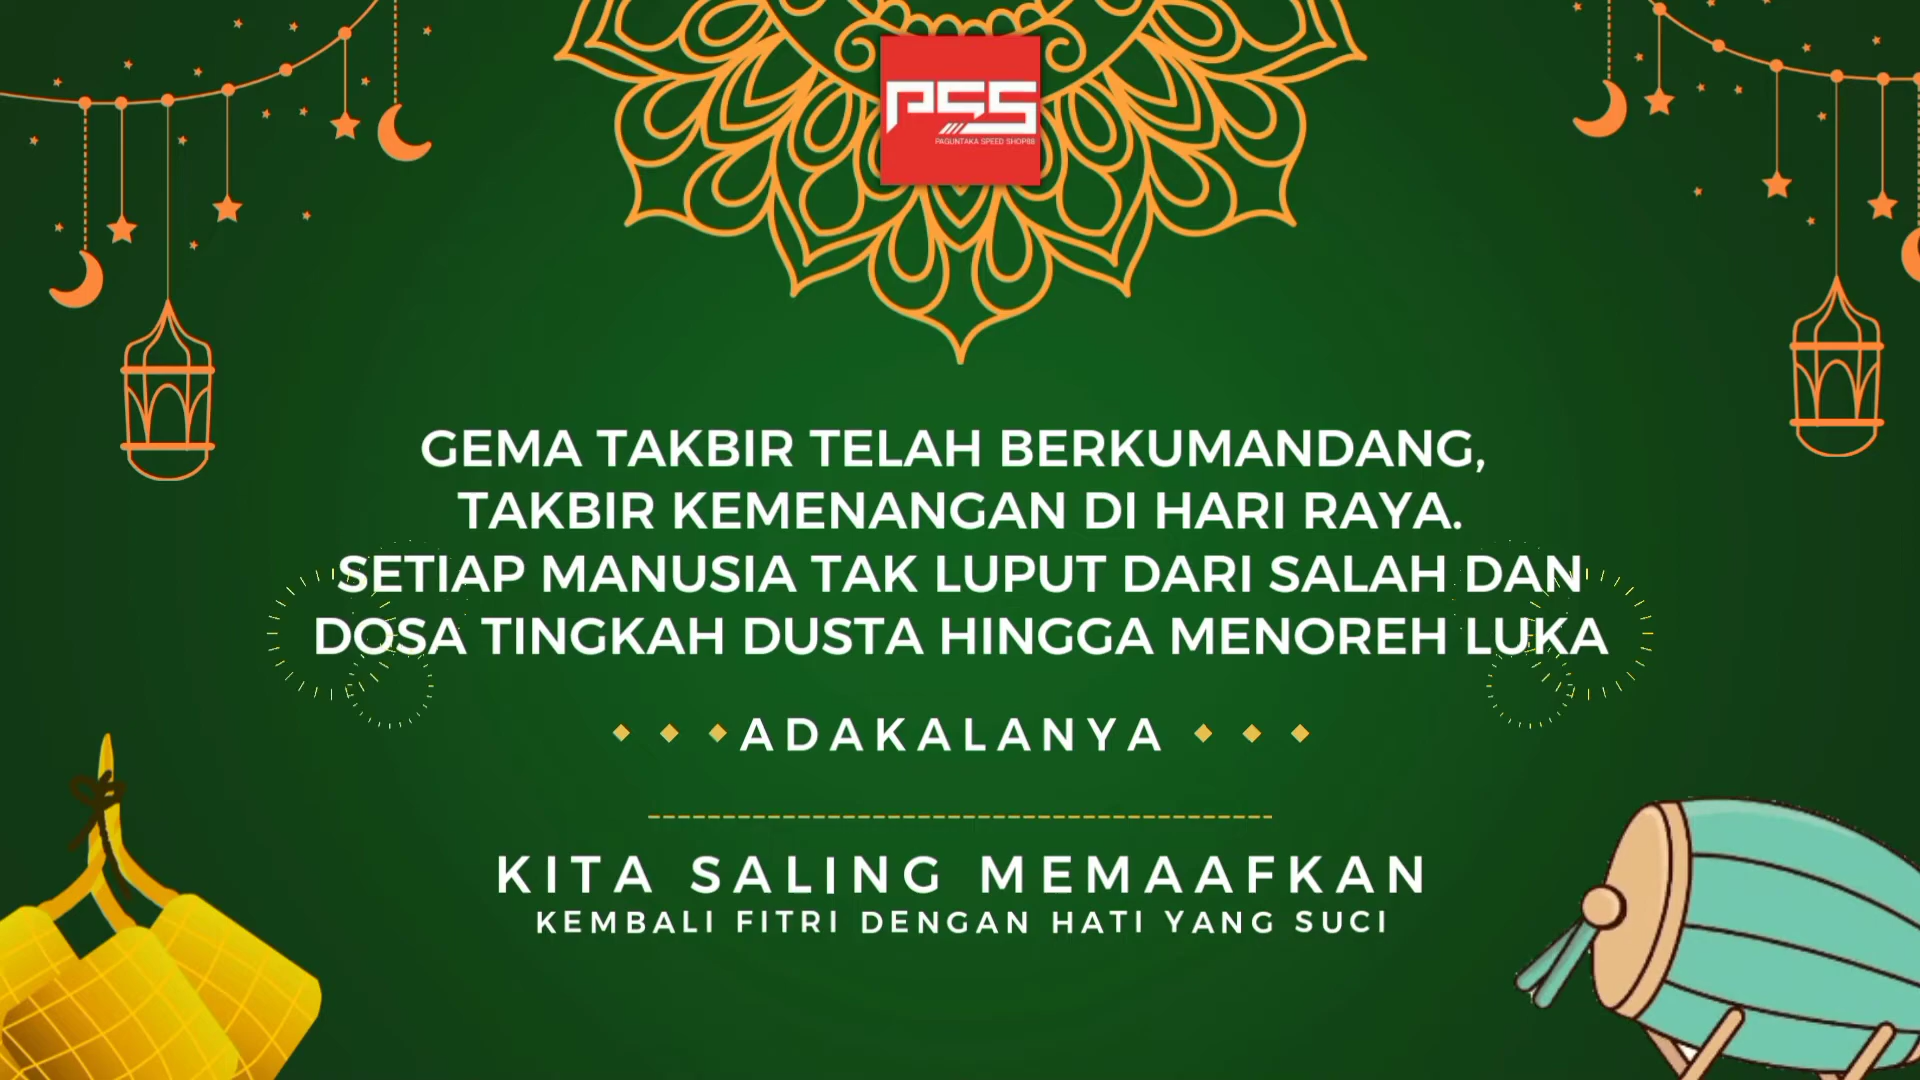 PSS
PAGUNTAKA SPEED SHOP88
GEMA TAKBIR TELAH BERKUMANDANG,
TAKBIR KEMENANGAN DI HARI RAYA.
SETIAP MANUSIA TAK LUPUT DARI SALAH DAN
DOSA TINGKAH DUSTA HINGGA MENOREH LUKA
ADAKALANYA
KITA SALING MEMAAFKAN
KEMBALI FITRI DENGAN HATI YANG SUCI